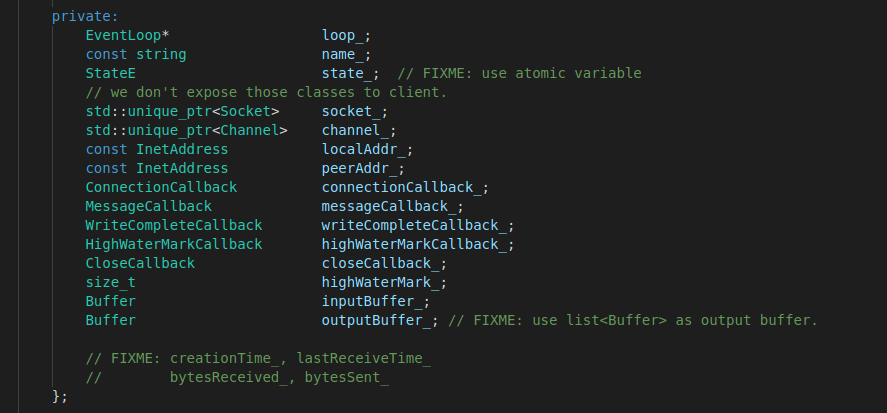 private:
    EventLoop*                  loop_;
    const string                name_;
    StateE                      state_;  // FIXME: use atomic variable
    // we don't expose those classes to client.
    std::unique_ptr<Socket>     socket_;
    std::unique_ptr<Channel>    channel_;
    const InetAddress           localAddr_;
    const InetAddress           peerAddr_;
    ConnectionCallback          connectionCallback_;
    MessageCallback             messageCallback_;
    WriteCompleteCallback       writeCompleteCallback_;
    HighWaterMarkCallback       highWaterMarkCallback_;
    CloseCallback               closeCallback_;
    size_t                      highWaterMark_;
    Buffer                      inputBuffer_;
    Buffer                      outputBuffer_; // FIXME: use list<Buffer> as output buffer.

    // FIXME: creationTime_, lastReceiveTime_
    //        bytesReceived_, bytesSent_
};